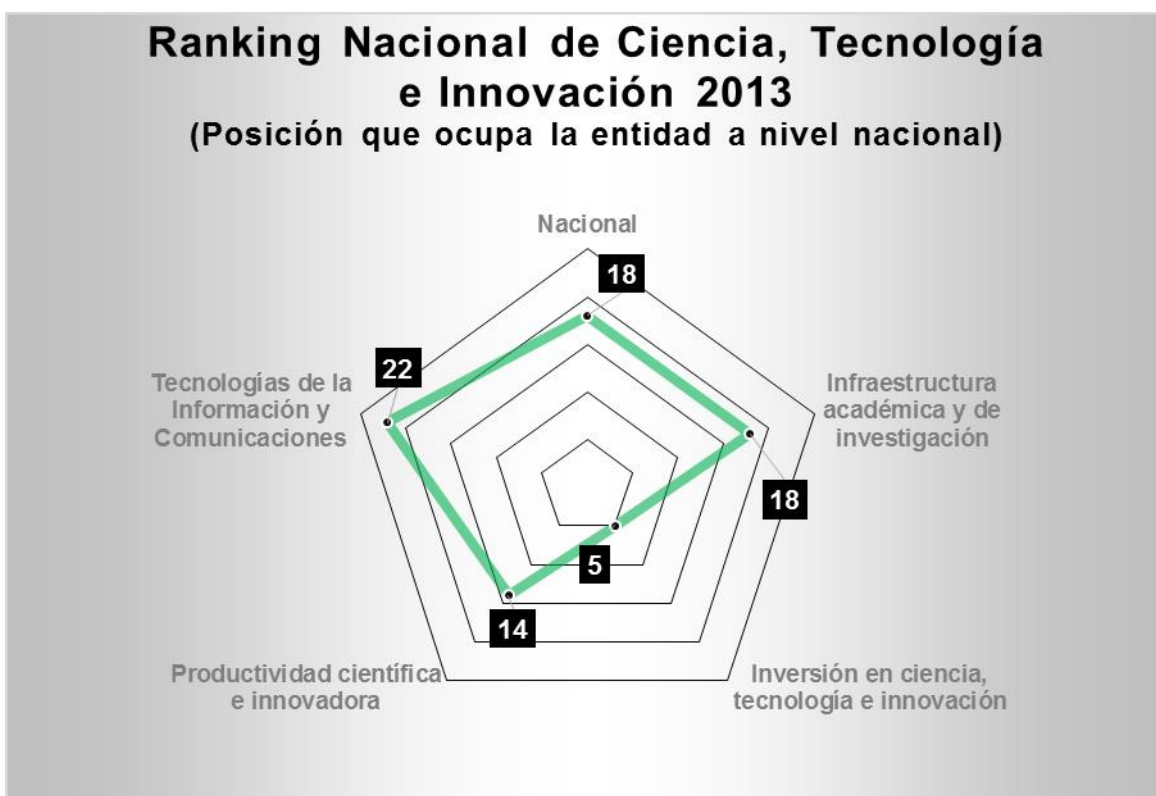 Ranking Nacional de Ciencia, Tecnología
e Innovación 2013
(Posición que ocupa la entidad a nivel nacional)
Nacional
18
22
Tecnologías de la
Información y
Comunicaciones
Infraestructura
académica y de
investigación
18
5
14
Productividad científica
e innovadora
Inversión en ciencia,
tecnología e innovación